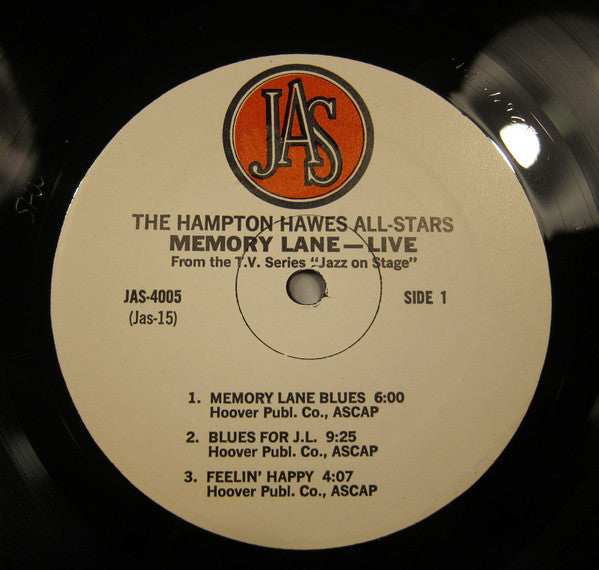 JAS
THE HAMPTON HAWES ALL-STARS
MEMORY LANE—LIVE
From the T.V. Series "Jazz on Stage"
JAS-4005
SIDE 1
(Jas-15)
1. MEMORY LANE BLUES 6:00
Hoover Publ. Co., ASCAP
2. BLUES FOR J.L. 9:25
Hoover Publ. Co., ASCAP
3. FEELIN' HAPPY 4:07
Hoover Publ. Co., ASCAP